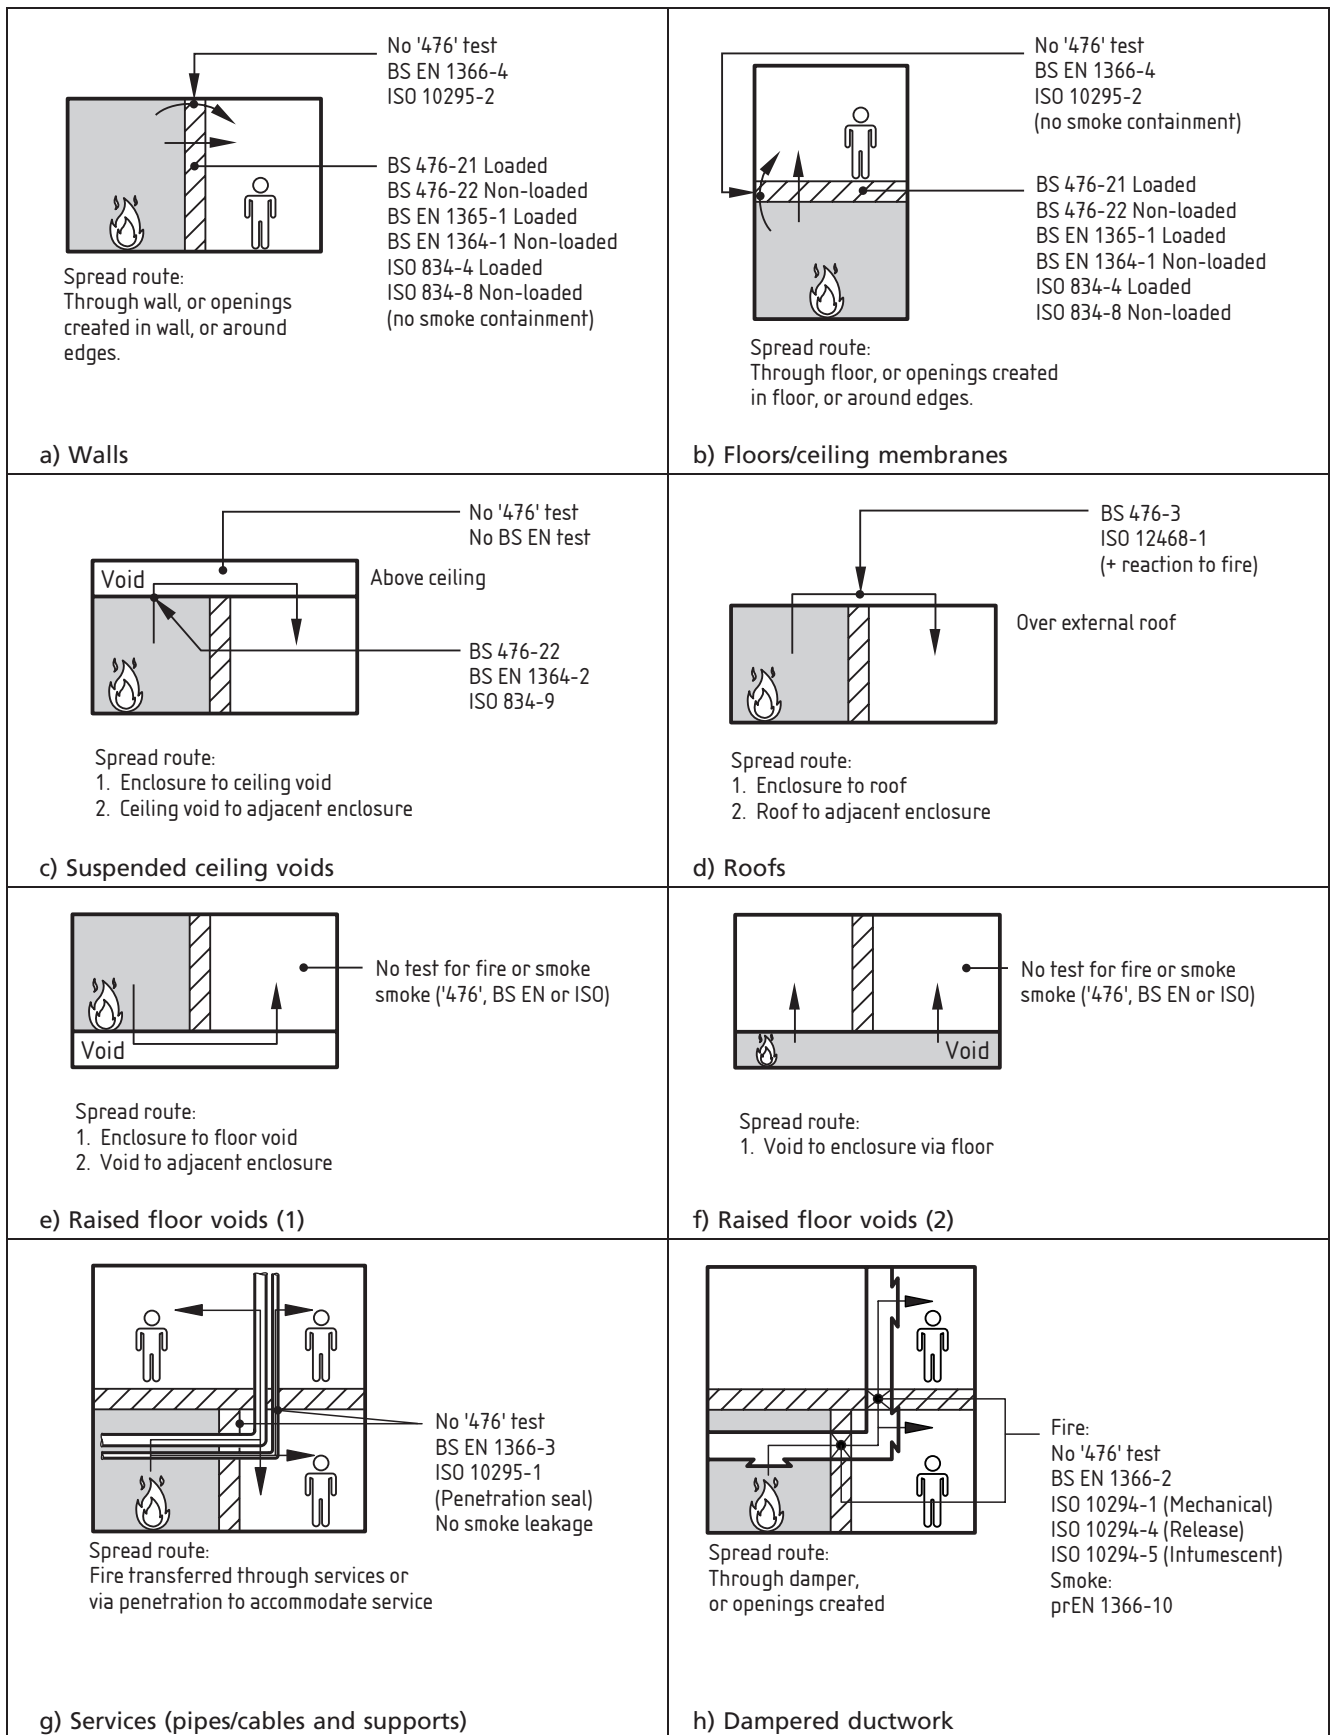 No '476' test
BS EN 1366-4
ISO 10295-2
BS 476-21 Loaded
BS 476-22 Non-loaded
BS EN 1365-1 Loaded
BS EN 1364-1 Non-loaded
ISO 834-4 Loaded
ISO 834-8 Non-loaded
(no smoke containment)
Spread route:
Through wall, or openings
created in wall, or around
edges.
a) Walls
No '476' test
BS EN 1366-4
ISO 10295-2
(no smoke containment)
BS 476-21 Loaded
BS 476-22 Non-loaded
BS EN 1365-1 Loaded
BS EN 1364-1 Non-loaded
ISO 834-4 Loaded
ISO 834-8 Non-loaded
Spread route:
Through floor, or openings created
in floor, or around edges.
b) Floors/ceiling membranes
No '476' test
No BS EN test
Void
Above ceiling
BS 476-22
BS EN 1364-2
ISO 834-9
Spread route:
1. Enclosure to ceiling void
2. Ceiling void to adjacent enclosure
c) Suspended ceiling voids
BS 476-3
ISO 12468-1
(+ reaction to fire)
Over external roof
Spread route:
1. Enclosure to roof
2. Roof to adjacent enclosure
d) Roofs
No test for fire or smoke
smoke ('476', BS EN or ISO)
Void
Spread route:
1. Enclosure to floor void
2. Void to adjacent enclosure
e) Raised floor voids (1)
No test for fire or smoke
smoke ('476', BS EN or ISO)
Void
Spread route:
1. Void to enclosure via floor
f) Raised floor voids (2)
No '476' test
BS EN 1366-3
ISO 10295-1
(Penetration seal)
No smoke leakage
Spread route:
Fire transferred through services or
via penetration to accommodate service
g) Services (pipes/cables and supports)
Fire:
No '476' test
BS EN 1366-2
ISO 10294-1 (Mechanical)
ISO 10294-4 (Release)
ISO 10294-5 (Intumescent)
Smoke:
prEN 1366-10
Spread route:
Through damper,
or openings created
h) Dampered ductwork